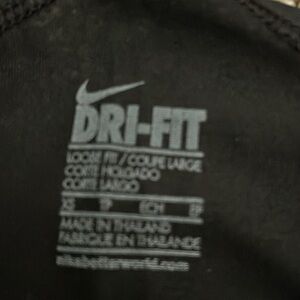 DRI-FIT
LOOSE FIT / COUPE LARGE
CORTE HOLGADO
CORTE LARGO
XS TP ECH EP
MADE IN THAILAND
FABRIQUÉ EN THAILANDE
nikebetterworld.com